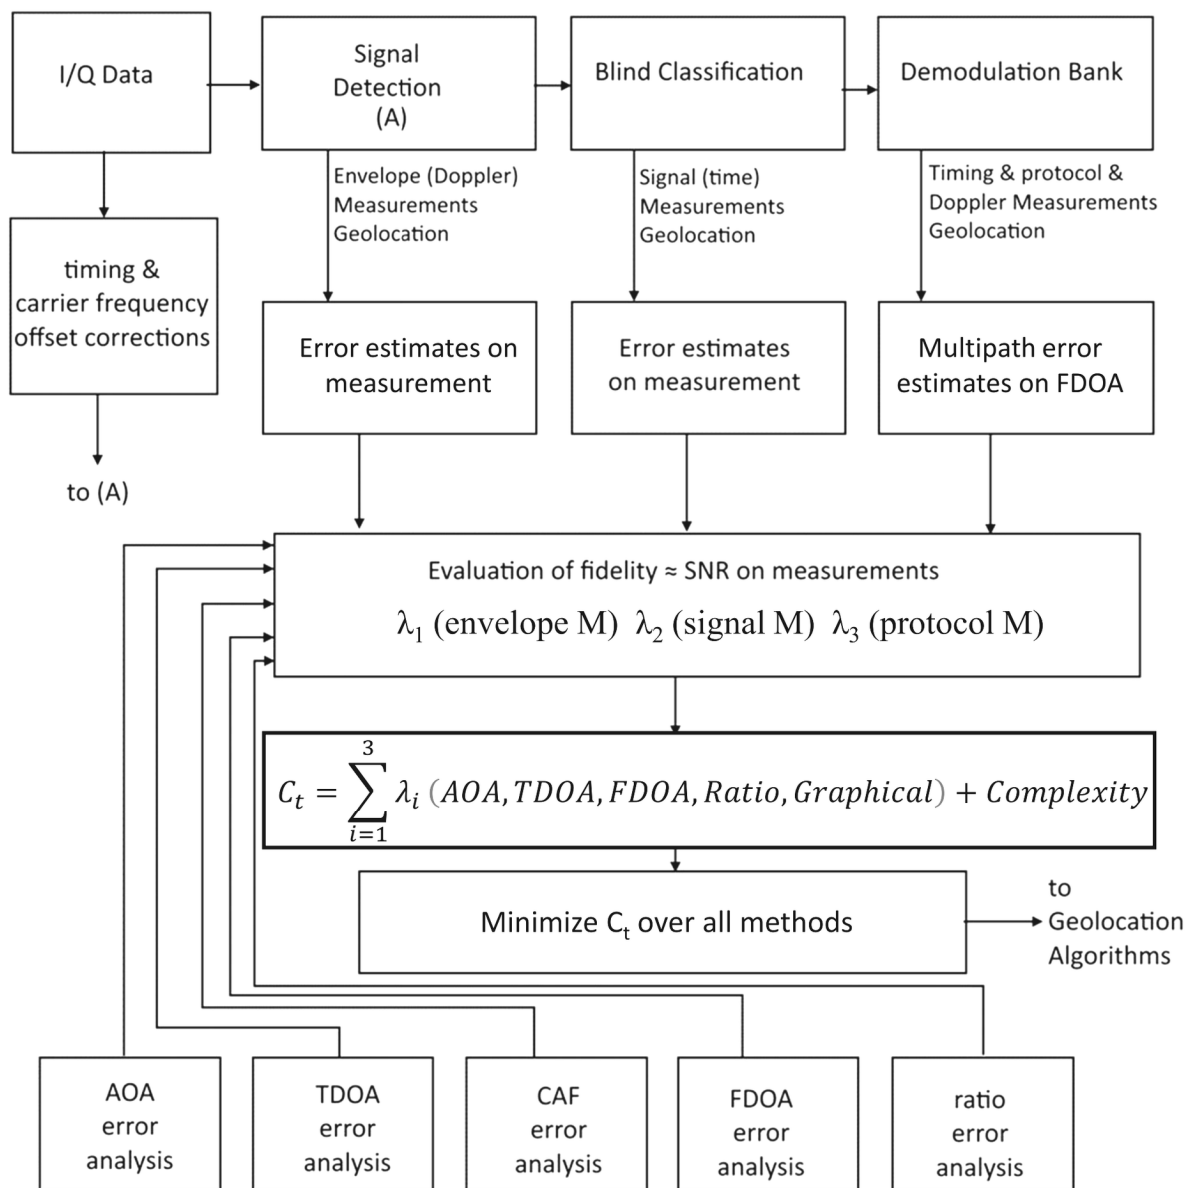 I/Q Data
Signal
Detection
(A)
Blind Classification
Demodulation Bank
Envelope (Doppler)
Measurements
Geolocation
Signal (time)
Measurements
Geolocation
Timing & protocol &
Doppler Measurements
Geolocation
timing &
carrier frequency
offset corrections
Error estimates on
measurement
Error estimates
on measurement
Multipath error
estimates on FDOA
to (A)
Evaluation of fidelity ≈ SNR on measurements
λ₁ (envelope M) λ₂ (signal M) λ₃ (protocol M)
3
Cₜ = ∑ λᵢ (AOA, TDOA, FDOA, Ratio, Graphical) + Complexity
i=1
Minimize Cₜ over all methods
to
Geolocation
Algorithms
AOA
error
analysis
TDOA
error
analysis
CAF
error
analysis
FDOA
error
analysis
ratio
error
analysis